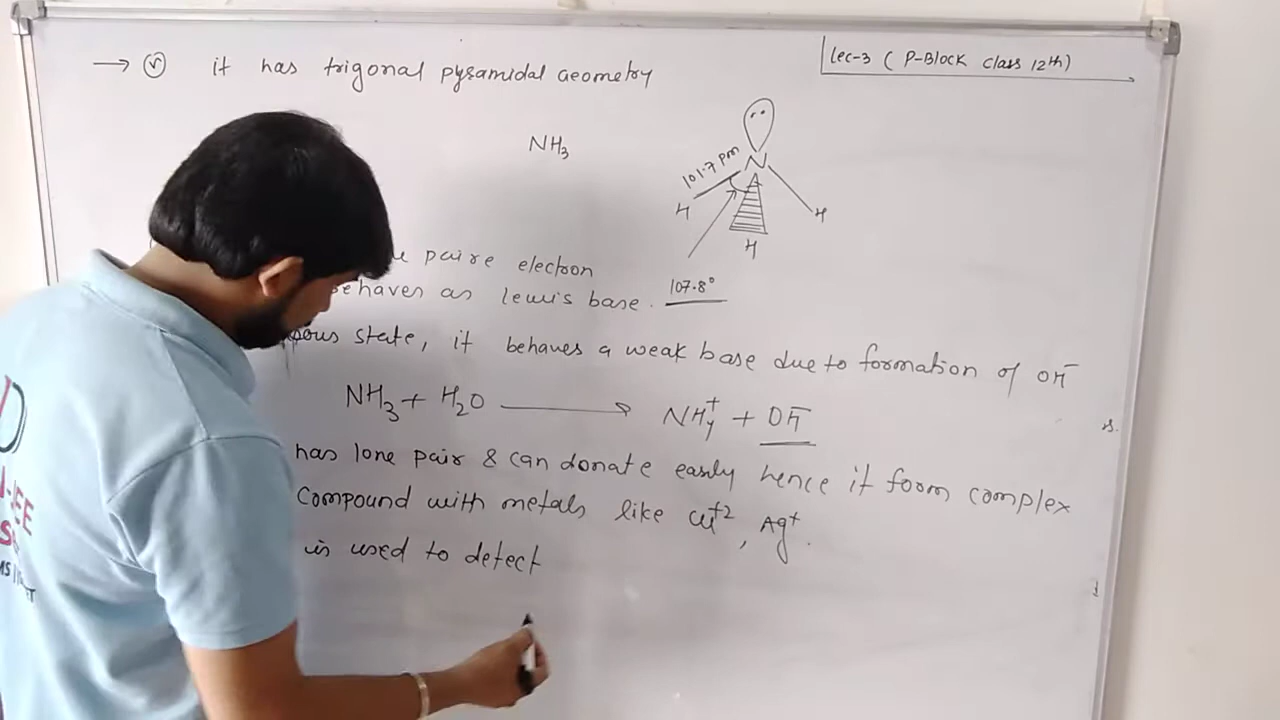 → (v) it has trigonal pyramidal Geometry
Lec-3 ( P-Block class 12th)
NH3
N
101.7 pm
H
H
H
107.8°
paire electron
behaves as lewis base.
state, it behaves a weak base due to formation of OH-
NH3 + H2O → NH4+ + OH-
has lone pair & can donate easily hence it form complex
Compound with metals like Cu+2, Ag+.
is used to detect